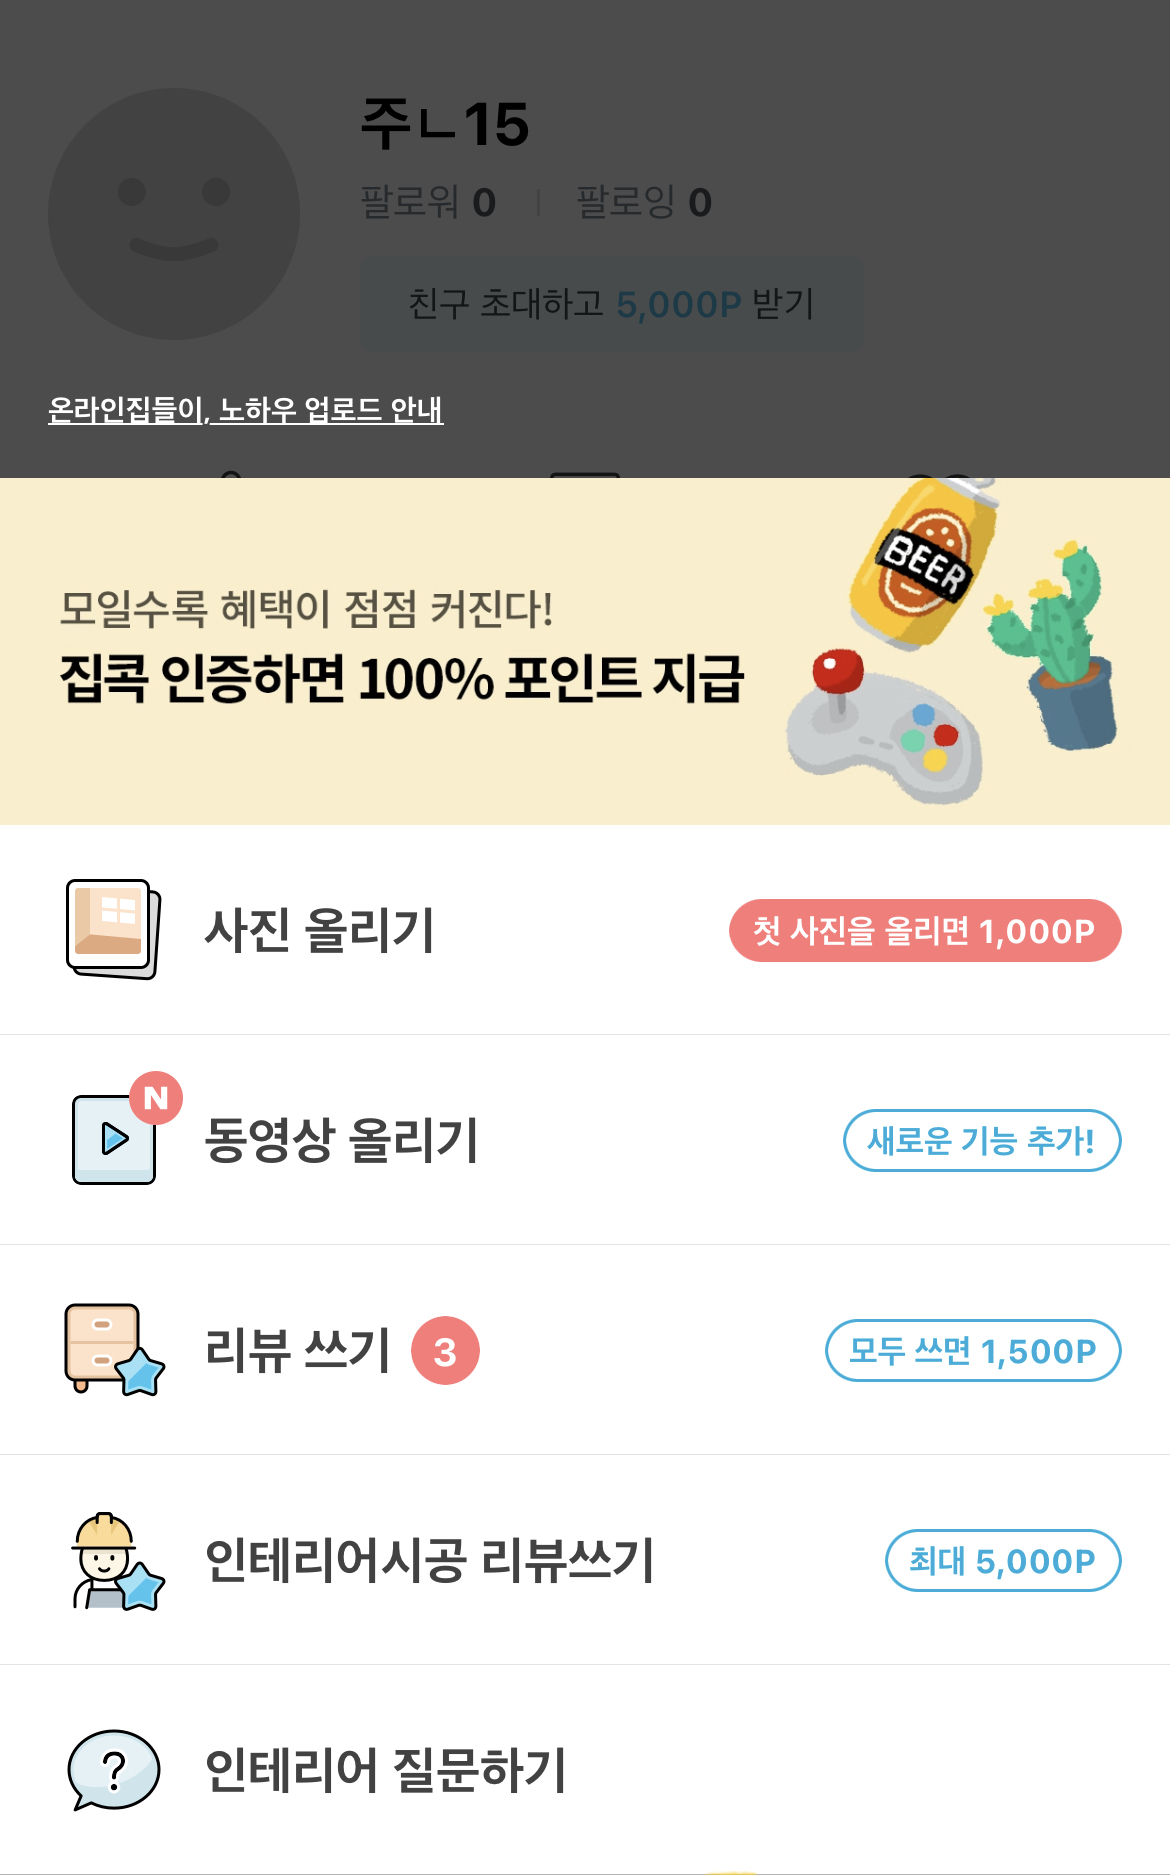 주ㄴ15
팔로워 0 | 팔로잉 0
친구 초대하고 5,000P 받기
온라인집들이, 노하우 업로드 안내
BEER
모일수록 혜택이 점점 커진다!
집콕 인증하면 100% 포인트 지급
사진 올리기 첫 사진을 올리면 1,000P
N
동영상 올리기 새로운 기능 추가!
리뷰 쓰기 3 모두 쓰면 1,500P
인테리어시공 리뷰쓰기 최대 5,000P
? 인테리어 질문하기